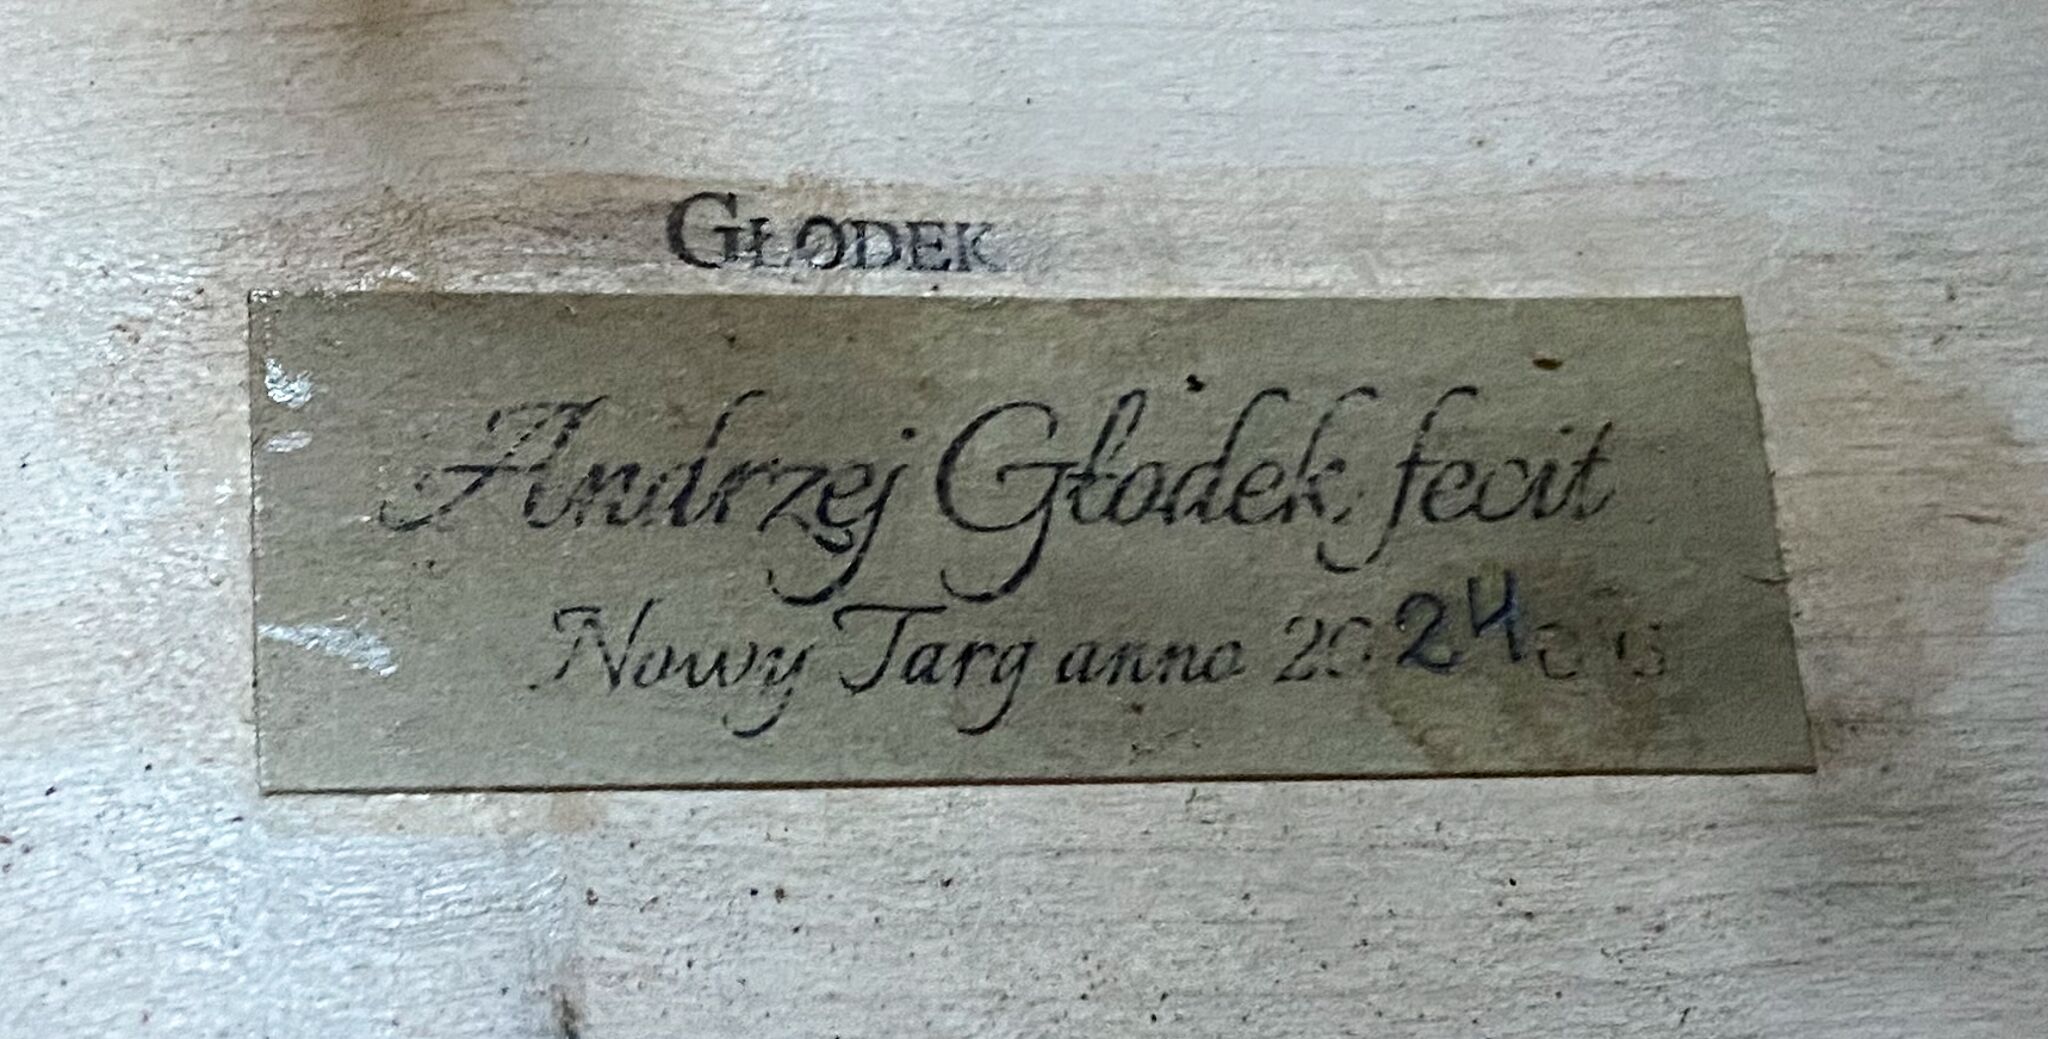 GŁODEK
Andrzej Głodek fecit
Nowy Targ anno 2024